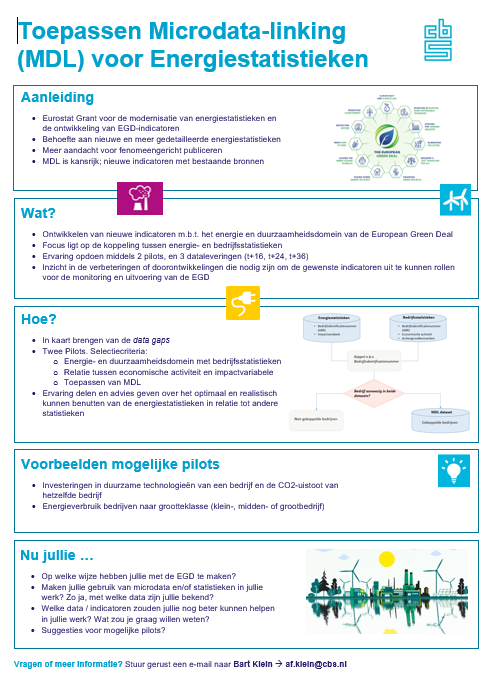 Toepassen Microdata-linking
(MDL) voor Energiestatistieken
cbs
Aanleiding
• Eurostat Grant voor de modernisatie van energiestatistieken en
de ontwikkeling van EGD-indicatoren
• Behoefte aan nieuwe en meer gedetailleerde energiestatistieken
• Meer aandacht voor fenomeengericht publiceren
• MDL is kansrijk; nieuwe indicatoren met bestaande bronnen
THE EUROPEAN
GREEN DEAL
Wat?
• Ontwikkelen van nieuwe indicatoren m.b.t. het energie en duurzaamheidsdomein van de European Green Deal
• Focus ligt op de koppeling tussen energie- en bedrijfsstatistieken
• Ervaring opdoen middels 2 pilots, en 3 dataleveringen (t+16, t+24, t+36)
• Inzicht in de verbeteringen of doorontwikkelingen die nodig zijn om de gewenste indicatoren uit te kunnen rollen
voor de monitoring en uitvoering van de EGD
Hoe?
• In kaart brengen van de data gaps
• Twee Pilots. Selectiecriteria:
o Energie- en duurzaamheidsdomein met bedrijfsstatistieken
o Relatie tussen economische activiteit en impactvariabele
o Toepassen van MDL
• Ervaring delen en advies geven over het optimaal en realistisch
kunnen benutten van de energiestatistieken in relatie tot andere
statistieken
Energiestatistieken
• Bedrijfsidentificatienummer
(ABR)
• Impactvariabele
Bedrijfsstatistieken
• Bedrijfsidentificatienummer
(ABR)
• Economische activiteit
• Achtergrondkenmerken
Koppel o.b.v.
Bedrijfsidentificatienummer
Bedrijf aanwezig in beide
datasets?
Niet gekoppelde bedrijven
MDL dataset
Gekoppelde bedrijven
Voorbeelden mogelijke pilots
• Investeringen in duurzame technologieën van een bedrijf en de CO2-uistoot van
hetzelfde bedrijf
• Energieverbruik bedrijven naar grootteklasse (klein-, midden- of grootbedrijf)
Nu jullie ...
• Op welke wijze hebben jullie met de EGD te maken?
• Maken jullie gebruik van microdata en/of statistieken in jullie
werk? Zo ja, met welke data zijn jullie bekend?
• Welke data / indicatoren zouden jullie nog beter kunnen helpen
in jullie werk? Wat zou je graag willen weten?
• Suggesties voor mogelijke pilots?
Vragen of meer informatie? Stuur gerust een e-mail naar Bart Klein → af.klein@cbs.nl